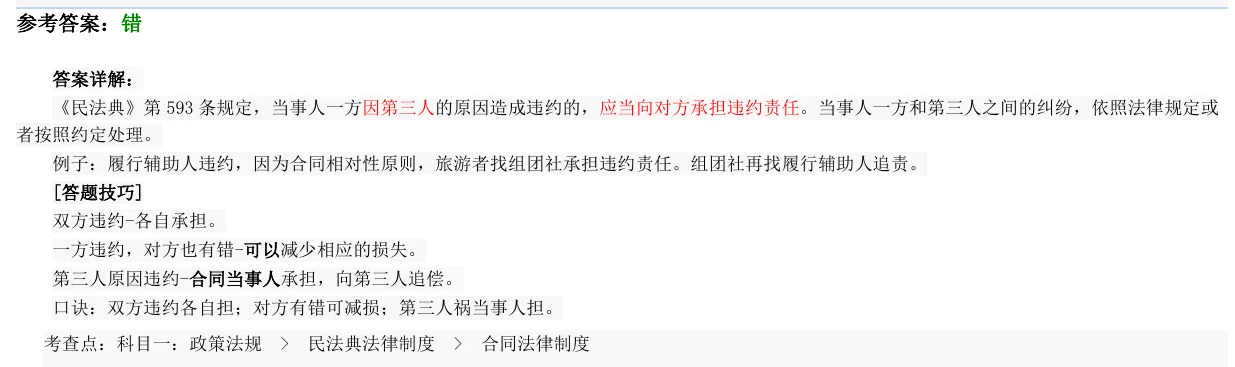 参考答案：错
答案详解：
《民法典》第 593 条规定，当事人一方因第三人的原因造成违约的，应当向对方承担违约责任。当事人一方和第三人之间的纠纷，依照法律规定或
者按照约定处理。
例子：履行辅助人违约，因为合同相对性原则，旅游者找组团社承担违约责任。组团社再找履行辅助人追责。
[答题技巧]
双方违约-各自承担。
一方违约，对方也有错-可以减少相应的损失。
第三人原因违约-合同当事人承担，向第三人追偿。
口诀：双方违约各自担；对方有错可减损；第三人祸当事人担。
考查点：科目一：政策法规 > 民法典法律制度 > 合同法律制度